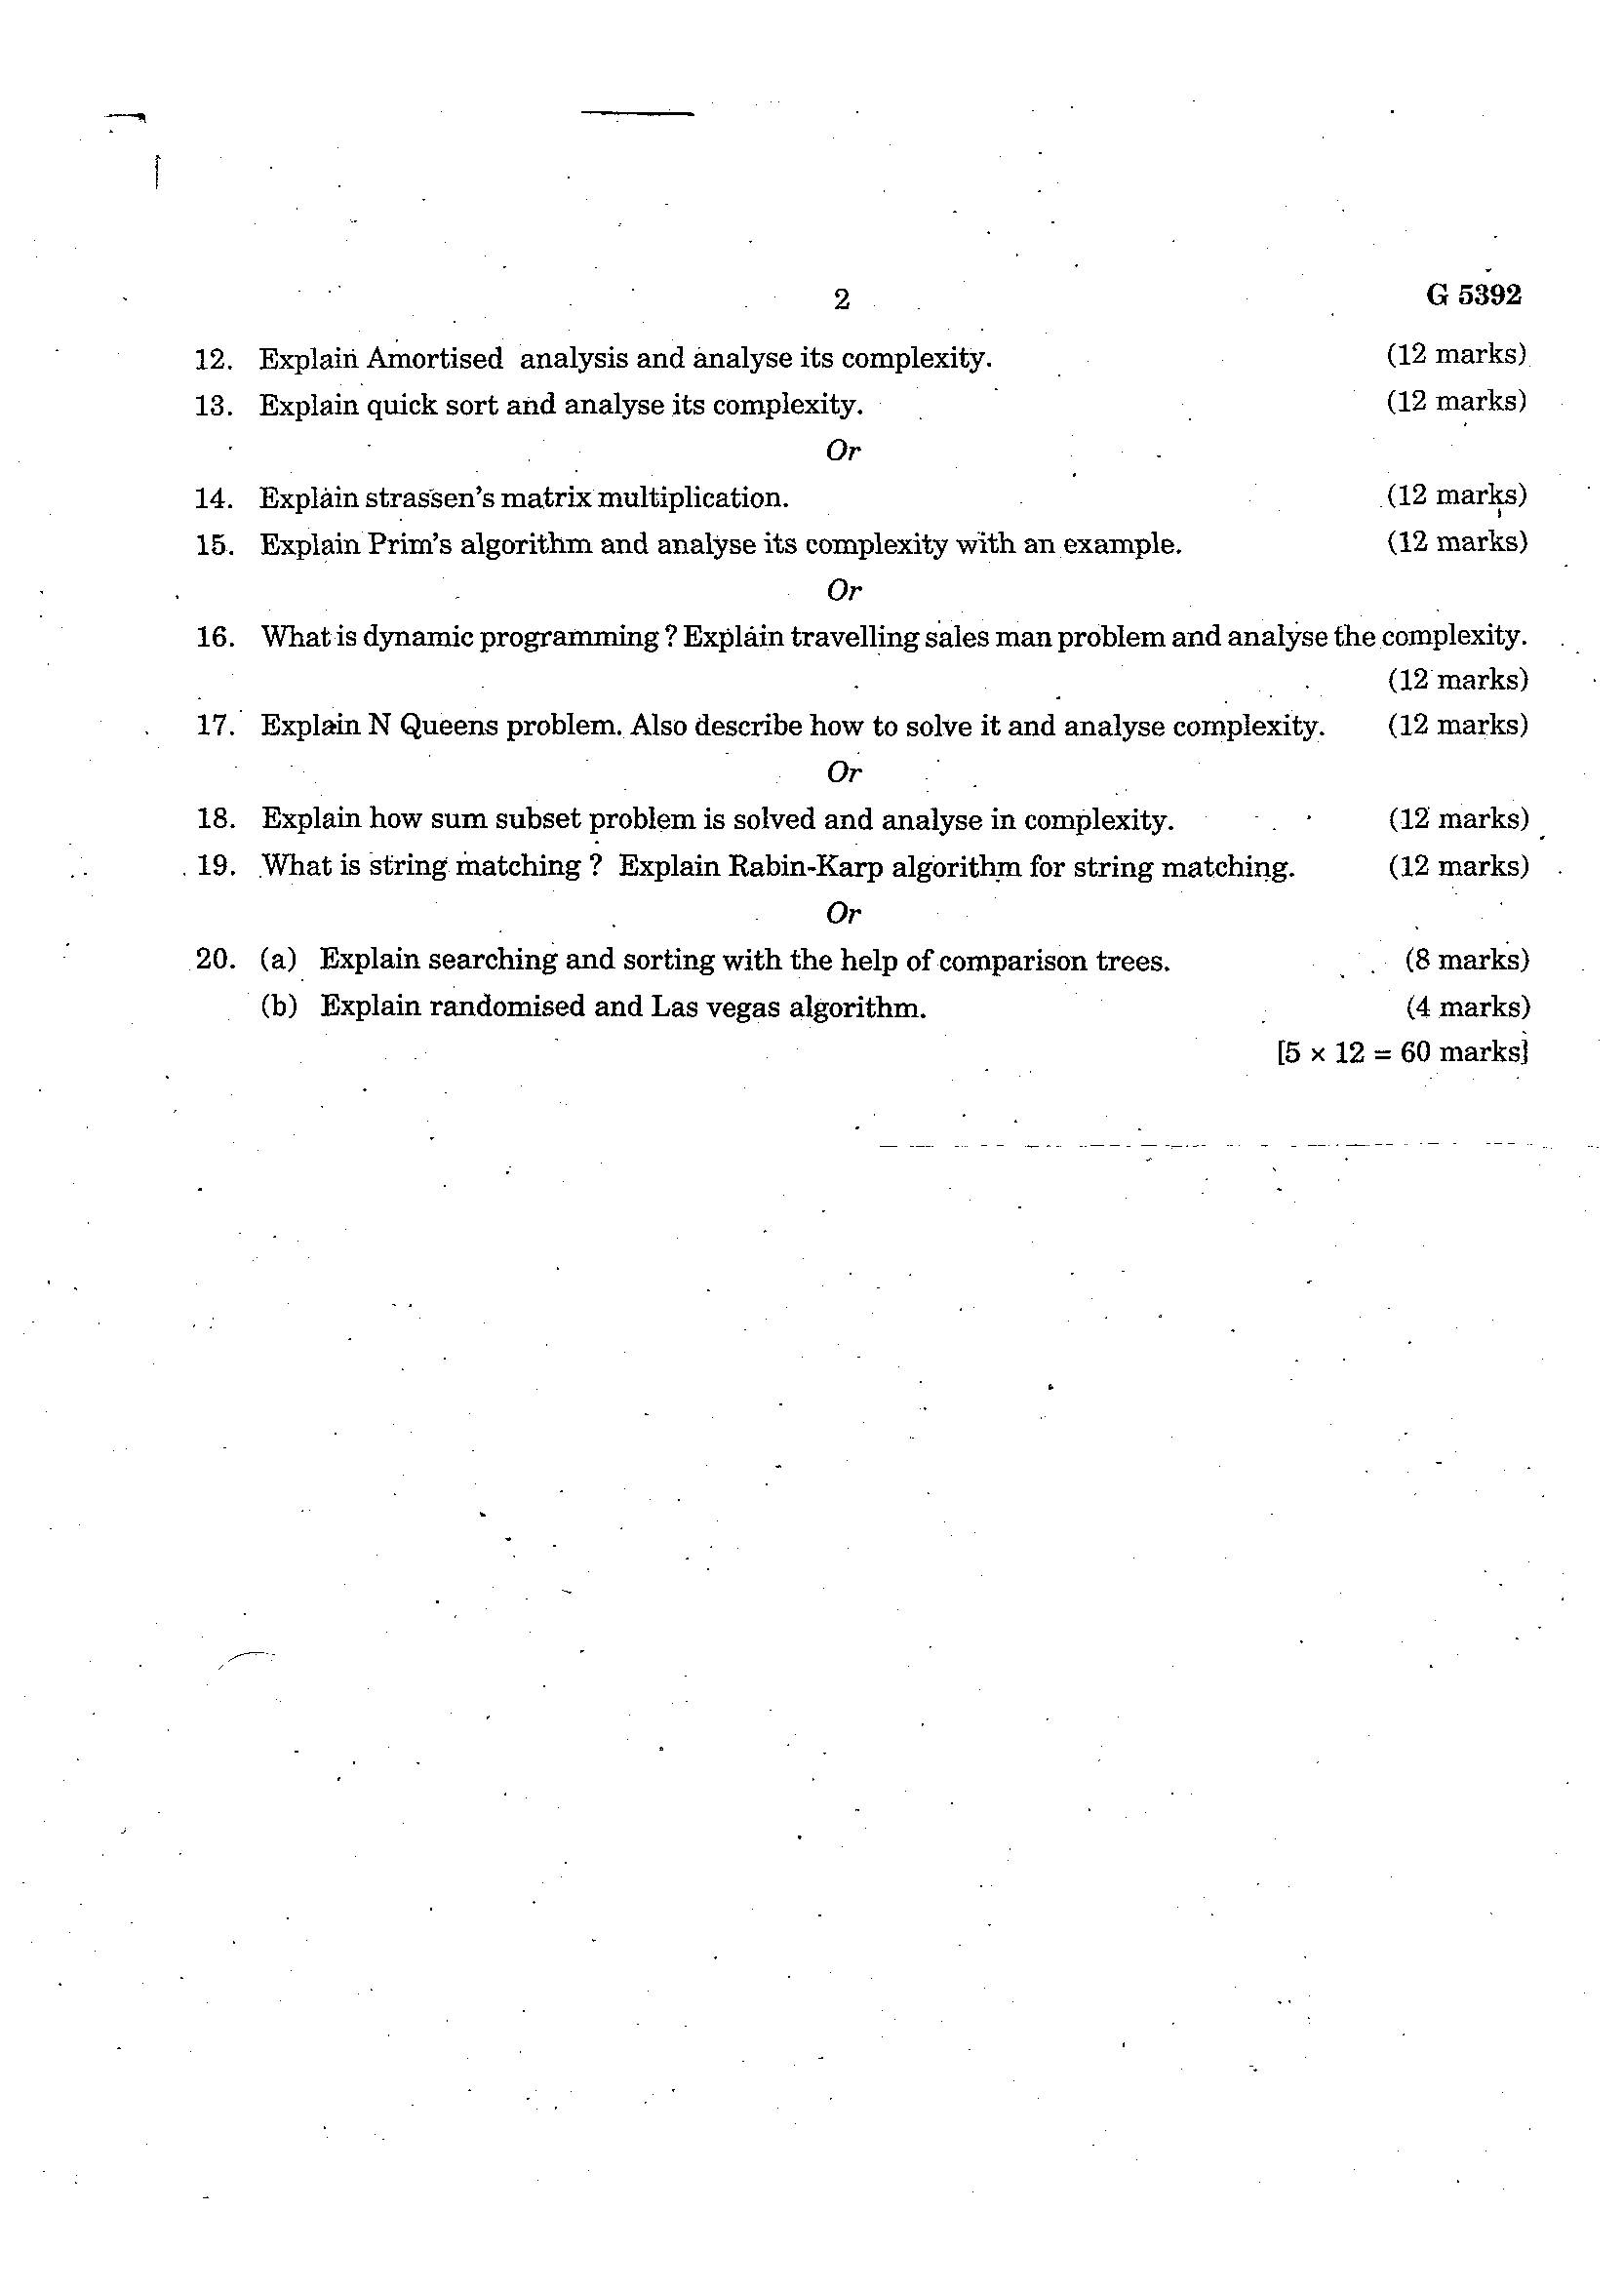 2 G 5392
12. Explain Amortised analysis and analyse its complexity. (12 marks)
13. Explain quick sort and analyse its complexity. (12 marks)
Or
14. Explain strassen's matrix multiplication. (12 marks)
15. Explain Prim's algorithm and analyse its complexity with an example. (12 marks)
Or
16. What is dynamic programming ? Explain travelling sales man problem and analyse the complexity.
(12 marks)
17. Explain N Queens problem. Also describe how to solve it and analyse complexity. (12 marks)
Or
18. Explain how sum subset problem is solved and analyse in complexity. (12 marks)
19. What is string matching ? Explain Rabin-Karp algorithm for string matching. (12 marks)
Or
20. (a) Explain searching and sorting with the help of comparison trees. (8 marks)
(b) Explain randomised and Las vegas algorithm. (4 marks)
[5 × 12 = 60 marks]